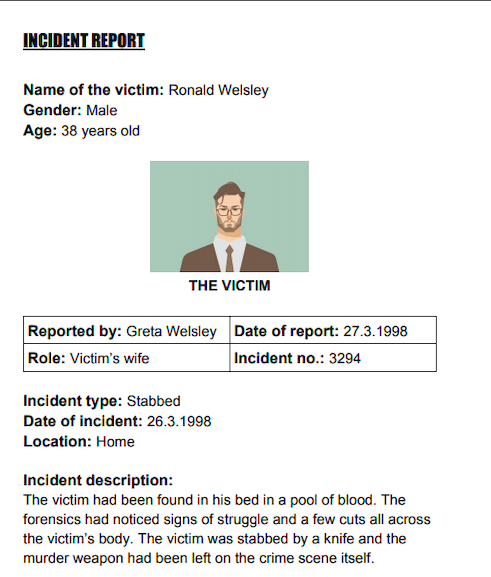 INCIDENT REPORT
Name of the victim: Ronald Welsley
Gender: Male
Age: 38 years old
THE VICTIM
Reported by: Greta Welsley Date of report: 27.3.1998
Role: Victim's wife Incident no.: 3294
Incident type: Stabbed
Date of incident: 26.3.1998
Location: Home
Incident description:
The victim had been found in his bed in a pool of blood. The
forensics had noticed signs of struggle and a few cuts all across
the victim's body. The victim was stabbed by a knife and the
murder weapon had been left on the crime scene itself.